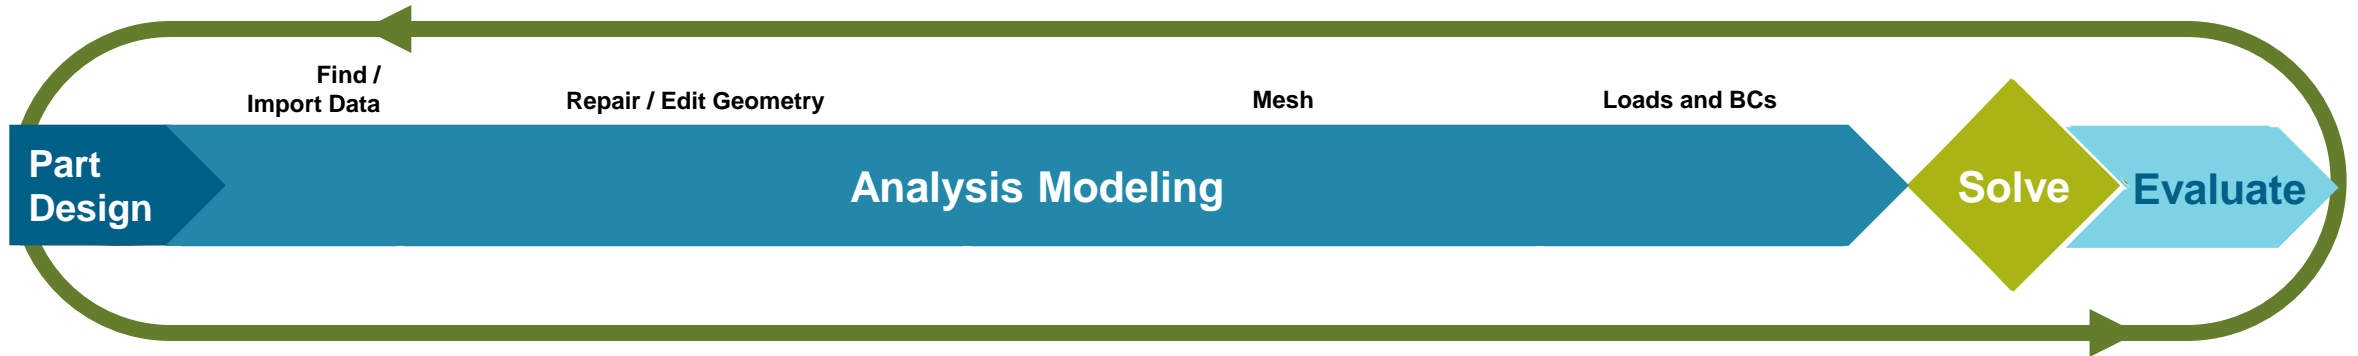 Find /
Import Data
Repair / Edit Geometry
Mesh
Loads and BCs
Part
Design
Analysis Modeling
Solve
Evaluate